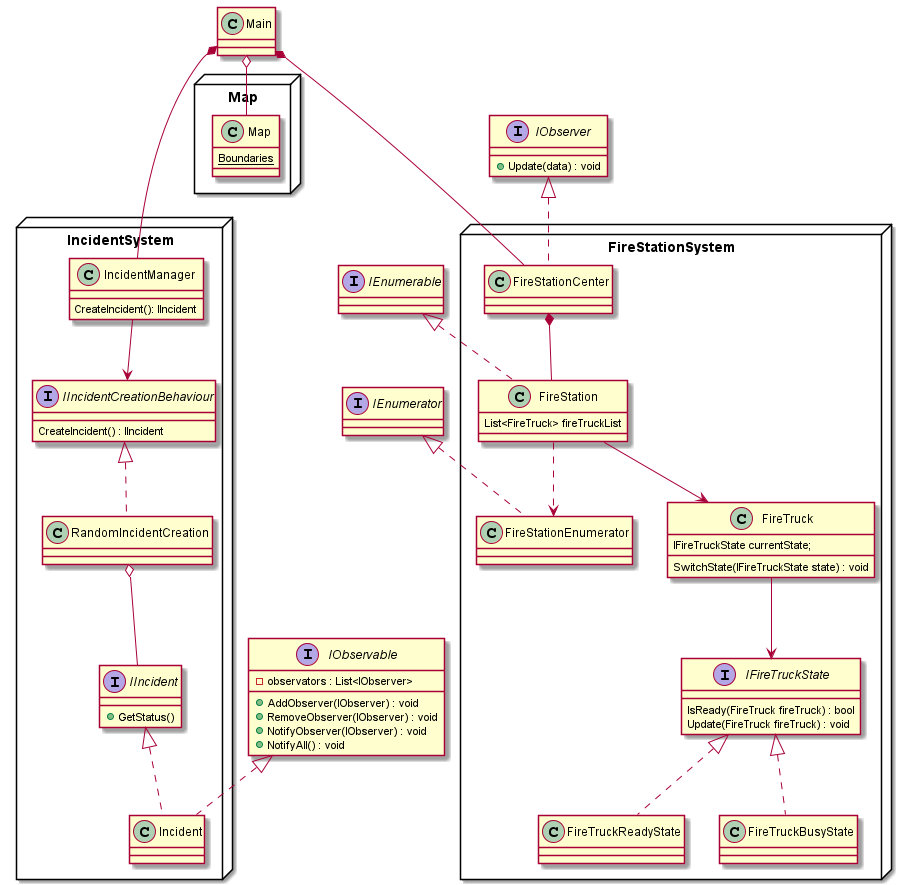 C Main
Map
C Map
Boundaries
I IObserver
Update(data) : void
IncidentSystem
FireStationSystem
C IncidentManager
CreateIncident(): IIncident
I IEnumerable
C FireStationCenter
I IIncidentCreationBehaviour
CreateIncident() : IIncident
I IEnumerator
C FireStation
List<FireTruck> fireTruckList
C RandomIncidentCreation
C FireStationEnumerator
C FireTruck
IFireTruckState currentState;
SwitchState(IFireTruckState state) : void
I IIncident
GetStatus()
I IObservable
observators : List<IObserver>
AddObserver(IObserver) : void
RemoveObserver(IObserver) : void
NotifyObserver(IObserver) : void
NotifyAll() : void
I IFireTruckState
IsReady(FireTruck fireTruck) : bool
Update(FireTruck fireTruck) : void
C Incident
C FireTruckReadyState
C FireTruckBusyState